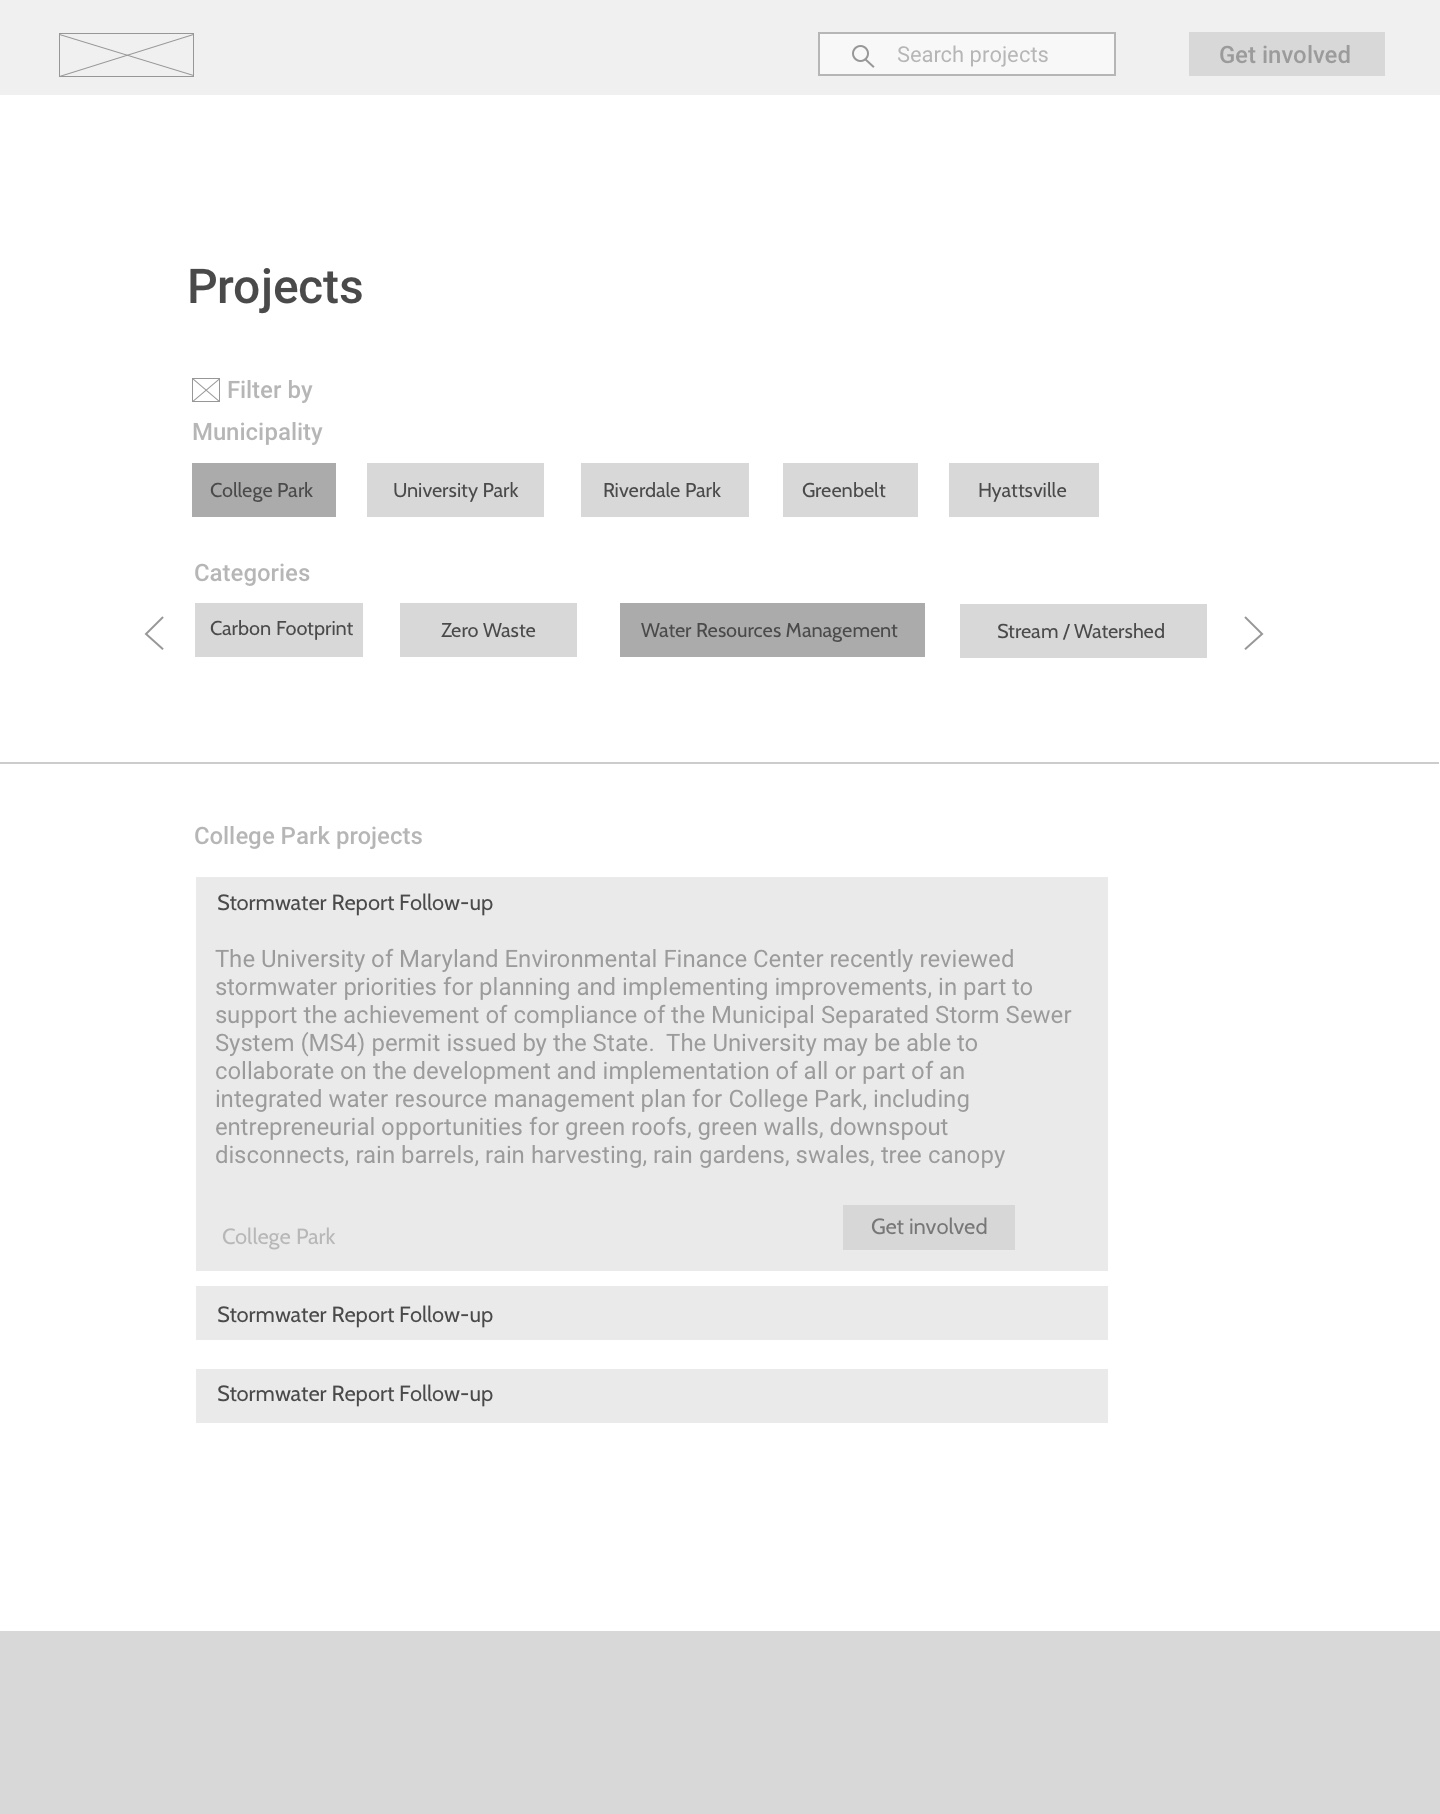 Search projects
Get involved
Projects
Filter by
Municipality
College Park
University Park
Riverdale Park
Greenbelt
Hyattsville
Categories
Carbon Footprint
Zero Waste
Water Resources Management
Stream / Watershed
College Park projects
Stormwater Report Follow-up
The University of Maryland Environmental Finance Center recently reviewed
stormwater priorities for planning and implementing improvements, in part to
support the achievement of compliance of the Municipal Separated Storm Sewer
System (MS4) permit issued by the State.  The University may be able to
collaborate on the development and implementation of all or part of an
integrated water resource management plan for College Park, including
entrepreneurial opportunities for green roofs, green walls, downspout
disconnects, rain barrels, rain harvesting, rain gardens, swales, tree canopy
College Park
Get involved
Stormwater Report Follow-up
Stormwater Report Follow-up